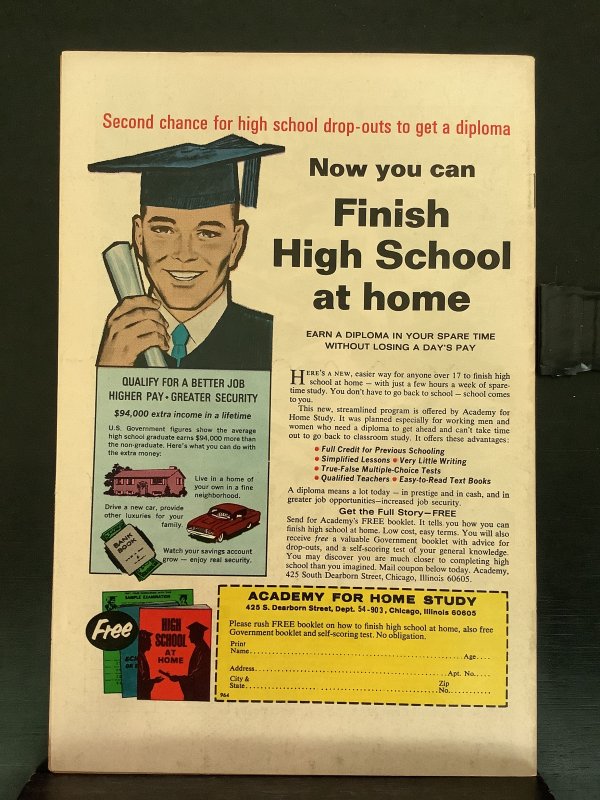 Second chance for high school drop-outs to get a diploma
Now you can
Finish
High School
at home
EARN A DIPLOMA IN YOUR SPARE TIME
WITHOUT LOSING A DAY'S PAY
QUALIFY FOR A BETTER JOB
HIGHER PAY • GREATER SECURITY
$94,000 extra income in a lifetime
U.S. Government figures show the average
high school graduate earns $94,000 more than
the non-graduate. Here's what you can do with
the extra money:
Live in a home of
your own in a fine
neighborhood.
Drive a new car, provide
other luxuries for your
family.
BANK
BOOK
Watch your savings account
grow — enjoy real security.
HERE'S A NEW, easier way for anyone over 17 to finish high
school at home — with just a few hours a week of spare-
time study. You don't have to go back to school — school comes
to you.
This new, streamlined program is offered by Academy for
Home Study. It was planned especially for working men and
women who need a diploma to get ahead and can't take time
out to go back to classroom study. It offers these advantages:
• Full Credit for Previous Schooling
• Simplified Lessons • Very Little Writing
• True-False Multiple-Choice Tests
• Qualified Teachers • Easy-to-Read Text Books
A diploma means a lot today — in prestige and in cash, and in
greater job opportunities—increased job security.
Get the Full Story—FREE
Send for Academy's FREE booklet. It tells you how you can
finish high school at home. Low cost, easy terms. You will also
receive free a valuable Government booklet with advice for
drop-outs, and a self-scoring test of your general knowledge.
You may discover you are much closer to completing high
school than you imagined. Mail coupon below today. Academy,
425 South Dearborn Street, Chicago, Illinois 60605.
SAMPLE EXAMINATION
Free
HIGH
SCHOOL
AT
HOME
ACADEMY FOR HOME STUDY
425 S. Dearborn Street, Dept. 54-903, Chicago, Illinois 60605
Please rush FREE booklet on how to finish high school at home, also free
Government booklet and self-scoring test. No obligation.
Print
Name Age
Address Apt. No.
City & Zip
State No.
964